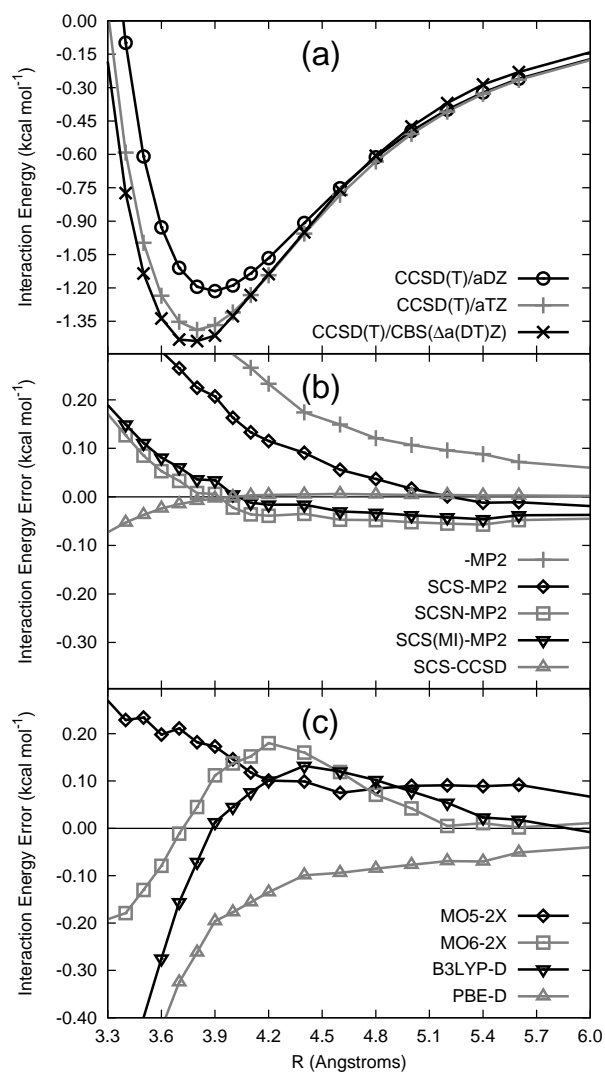 (a)
Interaction Energy (kcal mol-1)
0.00
-0.15
-0.30
-0.45
-0.60
-0.75
-0.90
-1.05
-1.20
-1.35
CCSD(T)/aDZ
CCSD(T)/aTZ
CCSD(T)/CBS(Δa(DT)Z)
(b)
Interaction Energy Error (kcal mol-1)
0.20
0.10
0.00
-0.10
-0.20
-0.30
-MP2
SCS-MP2
SCSN-MP2
SCS(MI)-MP2
SCS-CCSD
(c)
Interaction Energy Error (kcal mol-1)
0.20
0.10
0.00
-0.10
-0.20
-0.30
-0.40
MO5-2X
MO6-2X
B3LYP-D
PBE-D
3.3 3.6 3.9 4.2 4.5 4.8 5.1 5.4 5.7 6.0
R (Angstroms)